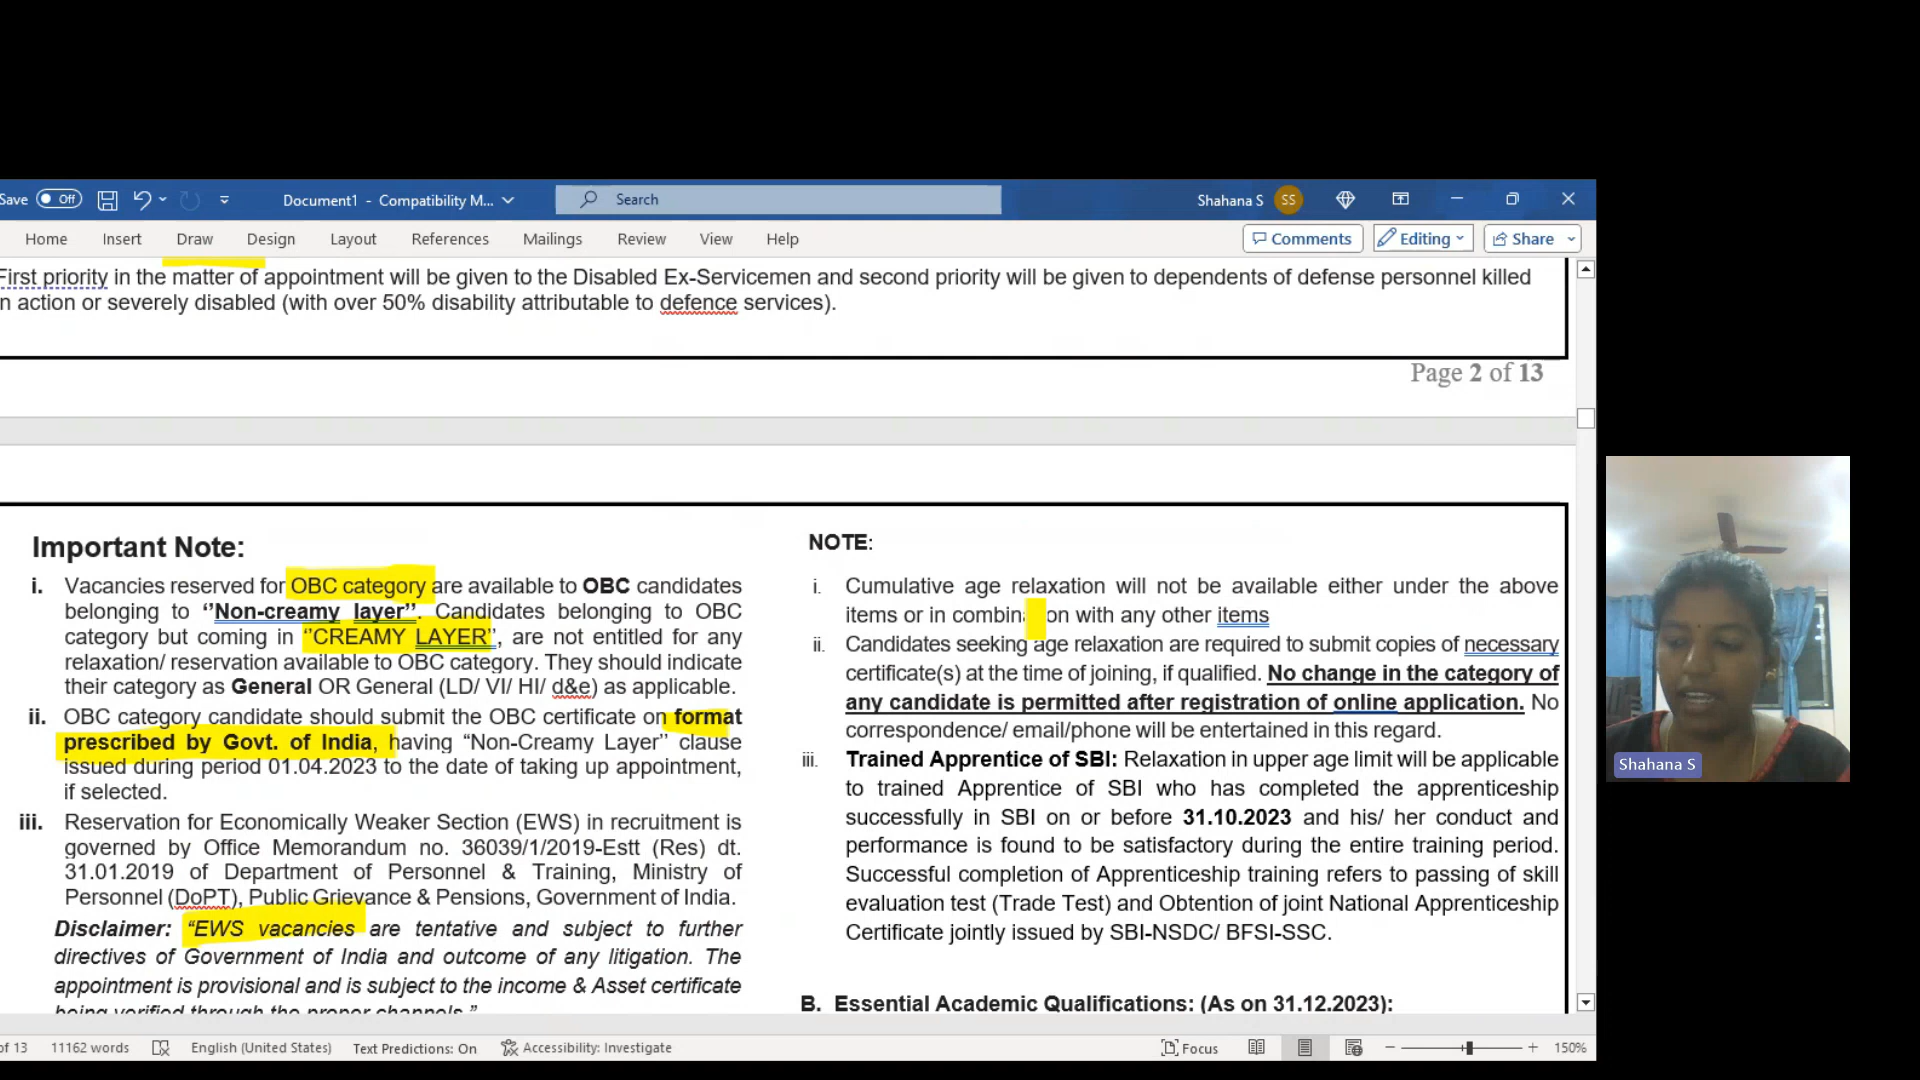 Save Off Document1 - Compatibility M... Search Shahana S SS
Home Insert Draw Design Layout References Mailings Review View Help Comments Editing Share
First priority in the matter of appointment will be given to the Disabled Ex-Servicemen and second priority will be given to dependents of defense personnel killed
n action or severely disabled (with over 50% disability attributable to defence services).
Page 2 of 13
Important Note:
i. Vacancies reserved for OBC category are available to OBC candidates
belonging to ‘’Non-creamy layer’’. Candidates belonging to OBC
category but coming in ‘’CREAMY LAYER’’, are not entitled for any
relaxation/ reservation available to OBC category. They should indicate
their category as General OR General (LD/ VI/ HI/ d&e) as applicable.
ii. OBC category candidate should submit the OBC certificate on format
prescribed by Govt. of India, having “Non-Creamy Layer’’ clause
issued during period 01.04.2023 to the date of taking up appointment,
if selected.
iii. Reservation for Economically Weaker Section (EWS) in recruitment is
governed by Office Memorandum no. 36039/1/2019-Estt (Res) dt.
31.01.2019 of Department of Personnel & Training, Ministry of
Personnel (DoPT), Public Grievance & Pensions, Government of India.
Disclaimer: “EWS vacancies are tentative and subject to further
directives of Government of India and outcome of any litigation. The
appointment is provisional and is subject to the income & Asset certificate
being verified through the proper channels.”
NOTE:
i. Cumulative age relaxation will not be available either under the above
items or in combin on with any other items
ii. Candidates seeking age relaxation are required to submit copies of necessary
certificate(s) at the time of joining, if qualified. No change in the category of
any candidate is permitted after registration of online application. No
correspondence/ email/phone will be entertained in this regard.
iii. Trained Apprentice of SBI: Relaxation in upper age limit will be applicable
to trained Apprentice of SBI who has completed the apprenticeship
successfully in SBI on or before 31.10.2023 and his/ her conduct and
performance is found to be satisfactory during the entire training period.
Successful completion of Apprenticeship training refers to passing of skill
evaluation test (Trade Test) and Obtention of joint National Apprenticeship
Certificate jointly issued by SBI-NSDC/ BFSI-SSC.
B. Essential Academic Qualifications: (As on 31.12.2023):
Shahana S
of 13 11162 words English (United States) Text Predictions: On Accessibility: Investigate Focus 150%